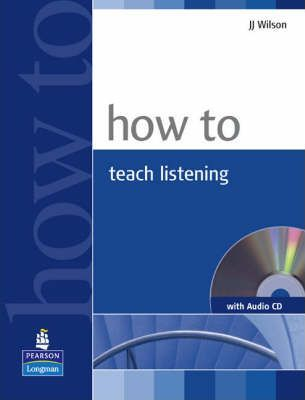 JJ Wilson
how to
how to
teach listening
with Audio CD
PEARSON
Longman